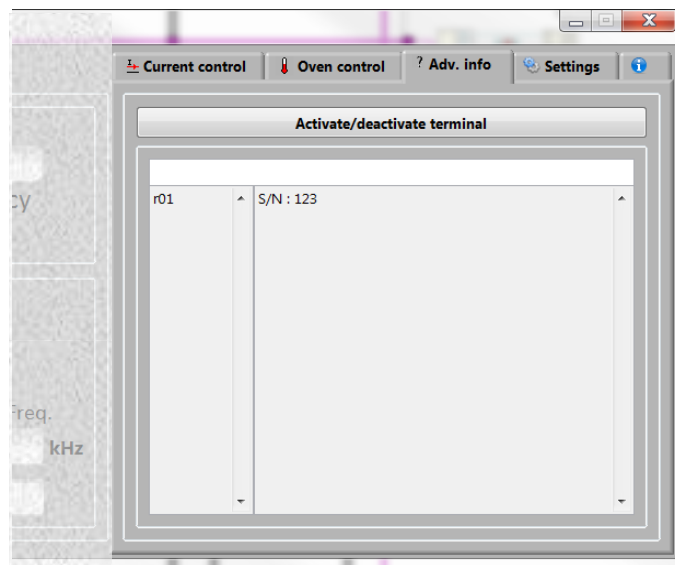 Current control
Oven control
? Adv. info
Settings
Activate/deactivate terminal
r01
S/N : 123
cy
Freq.
kHz